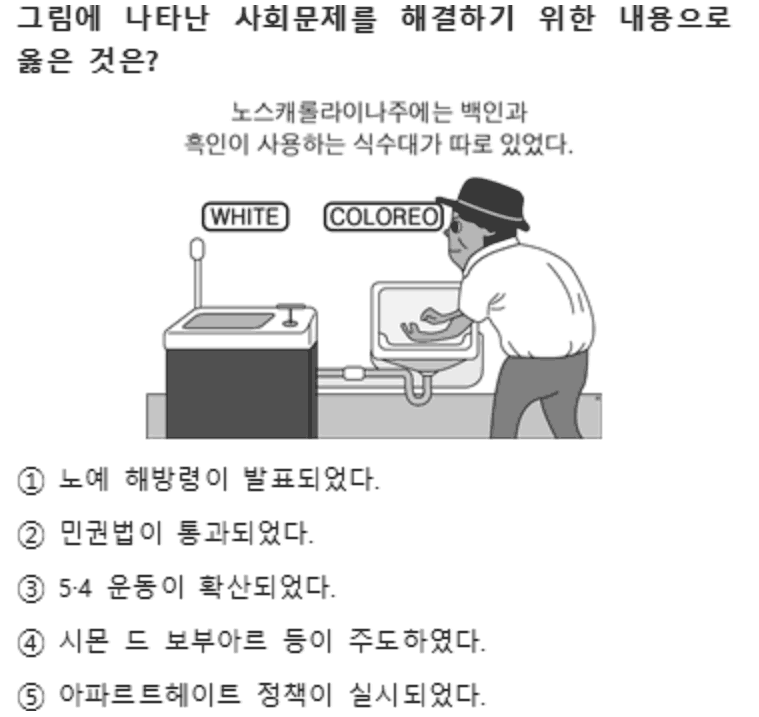 그림에 나타난 사회문제를 해결하기 위한 내용으로
옳은 것은?
노스캐롤라이나주에는 백인과
흑인이 사용하는 식수대가 따로 있었다.
WHITE COLOREO
① 노예 해방령이 발표되었다.
② 민권법이 통과되었다.
③ 5·4 운동이 확산되었다.
④ 시몬 드 보부아르 등이 주도하였다.
⑤ 아파르트헤이트 정책이 실시되었다.